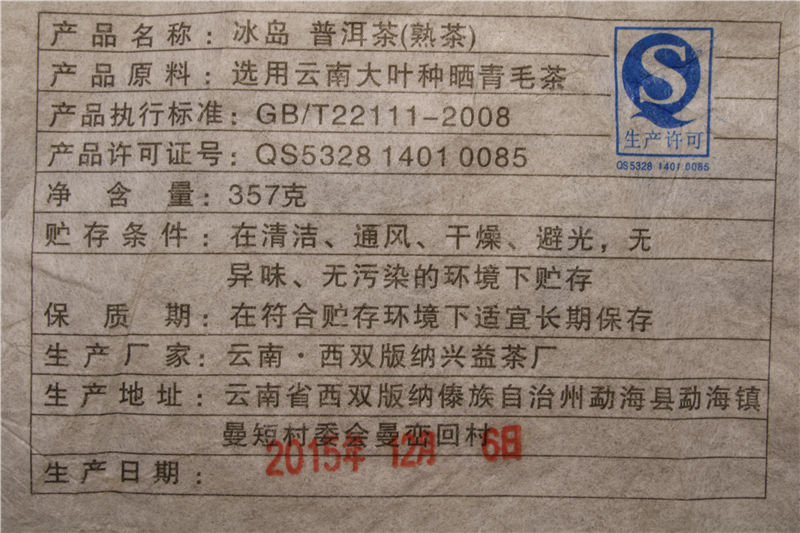 产品名称：冰岛 普洱茶(熟茶)
产品原料：选用云南大叶种晒青毛茶
产品执行标准：GB/T22111-2008
产品许可证号：QS5328 1401 0085
净含量：357克
贮存条件：在清洁、通风、干燥、避光，无
异味、无污染的环境下贮存
保质期：在符合贮存环境下适宜长期保存
生产厂家：云南·西双版纳兴益茶厂
生产地址：云南省西双版纳傣族自治州勐海县勐海镇
曼短村委会曼峦回村
生产日期：
2015年 12月 6日
QS
生产许可
QS5328 1401 0085